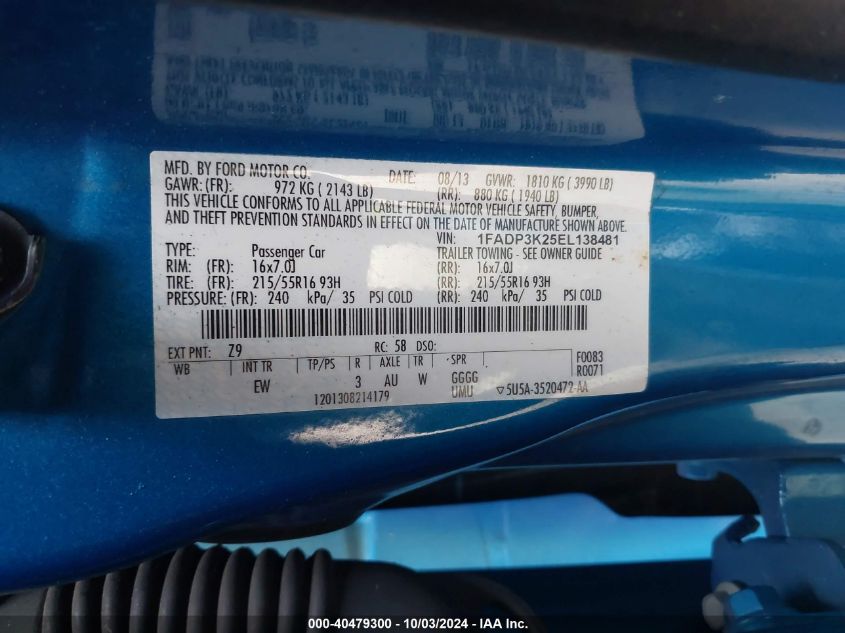 MFD. BY FORD MOTOR CO. DATE: 08/13 GVWR: 1810 KG ( 3990 LB)
GAWR: (FR): 972 KG ( 2143 LB) (RR): 880 KG ( 1940 LB)
THIS VEHICLE CONFORMS TO ALL APPLICABLE FEDERAL MOTOR VEHICLE SAFETY, BUMPER,
AND THEFT PREVENTION STANDARDS IN EFFECT ON THE DATE OF MANUFACTURE SHOWN ABOVE.
VIN: 1FADP3K25EL138481
TYPE: Passenger Car TRAILER TOWING - SEE OWNER GUIDE
RIM: (FR): 16x7.0J (RR): 16x7.0J
TIRE: (FR): 215/55R16 93H (RR): 215/55R16 93H
PRESSURE: (FR): 240 kPa/ 35 PSI COLD (RR): 240 kPa/ 35 PSI COLD
EXT PNT: Z9 RC: 58 DSO: F0083
WB INT TR TP/PS R AXLE TR SPR R0071
EW 3 AU W GGGG
UMU ▽5U5A-3520472-AA
1201308214179
000-40479300 - 10/03/2024 - IAA Inc.